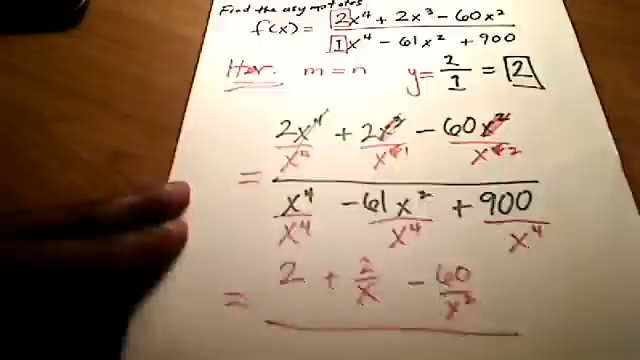 Find the asymptotes.
f(x) = 2x⁴ + 2x³ - 60x² / 1x⁴ - 61x² + 900
Hor. m = n y = 2/1 = 2
= 2x⁴/x⁴ + 2x³/x⁴ - 60x²/x⁴
x⁴/x⁴ - 61x²/x⁴ + 900/x⁴
= 2 + 2/x - 60/x²